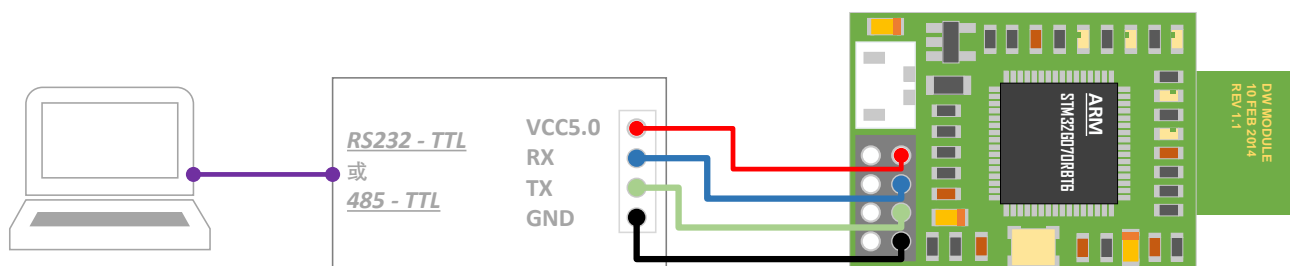 RS232 - TTL
或
485 - TTL
VCC5.0
RX
TX
GND
ARM
STM32G070RBT6
DW MODULE
10 FEB 2014
REV 1.1